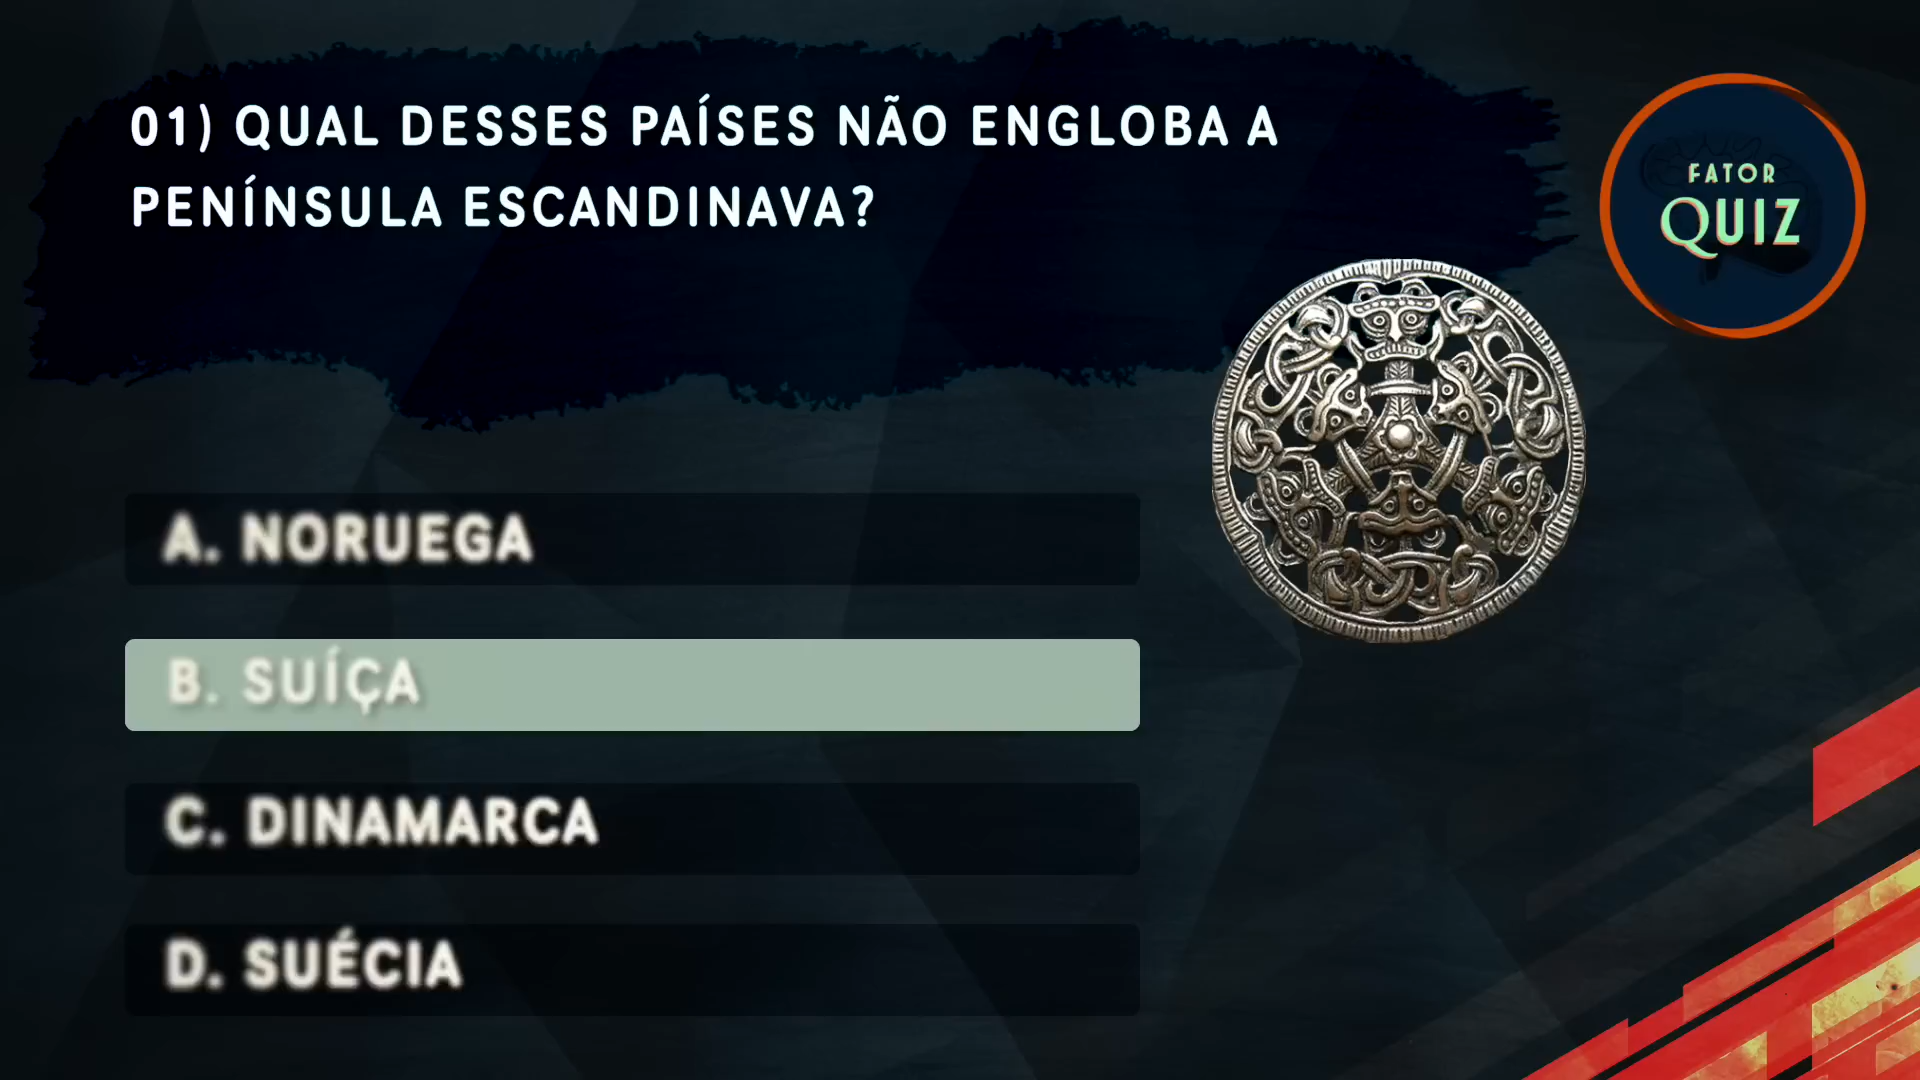 01) QUAL DESSES PAÍSES NÃO ENGLOBA A
PENÍNSULA ESCANDINAVA?
FATOR
QUIZ
A. NORUEGA
B. SUÍÇA
C. DINAMARCA
D. SUÉCIA